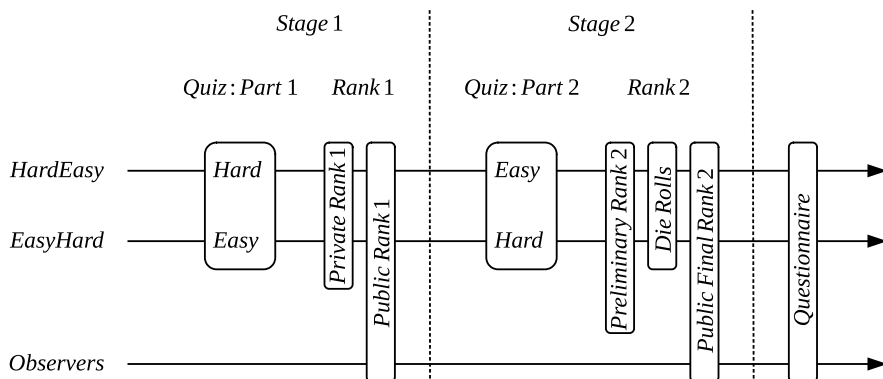 Stage 1
Stage 2
Quiz: Part 1
Rank 1
Quiz: Part 2
Rank 2
HardEasy
Hard
Easy
EasyHard
Easy
Hard
Private Rank 1
Public Rank 1
Preliminary Rank 2
Die Rolls
Public Final Rank 2
Questionnaire
Observers